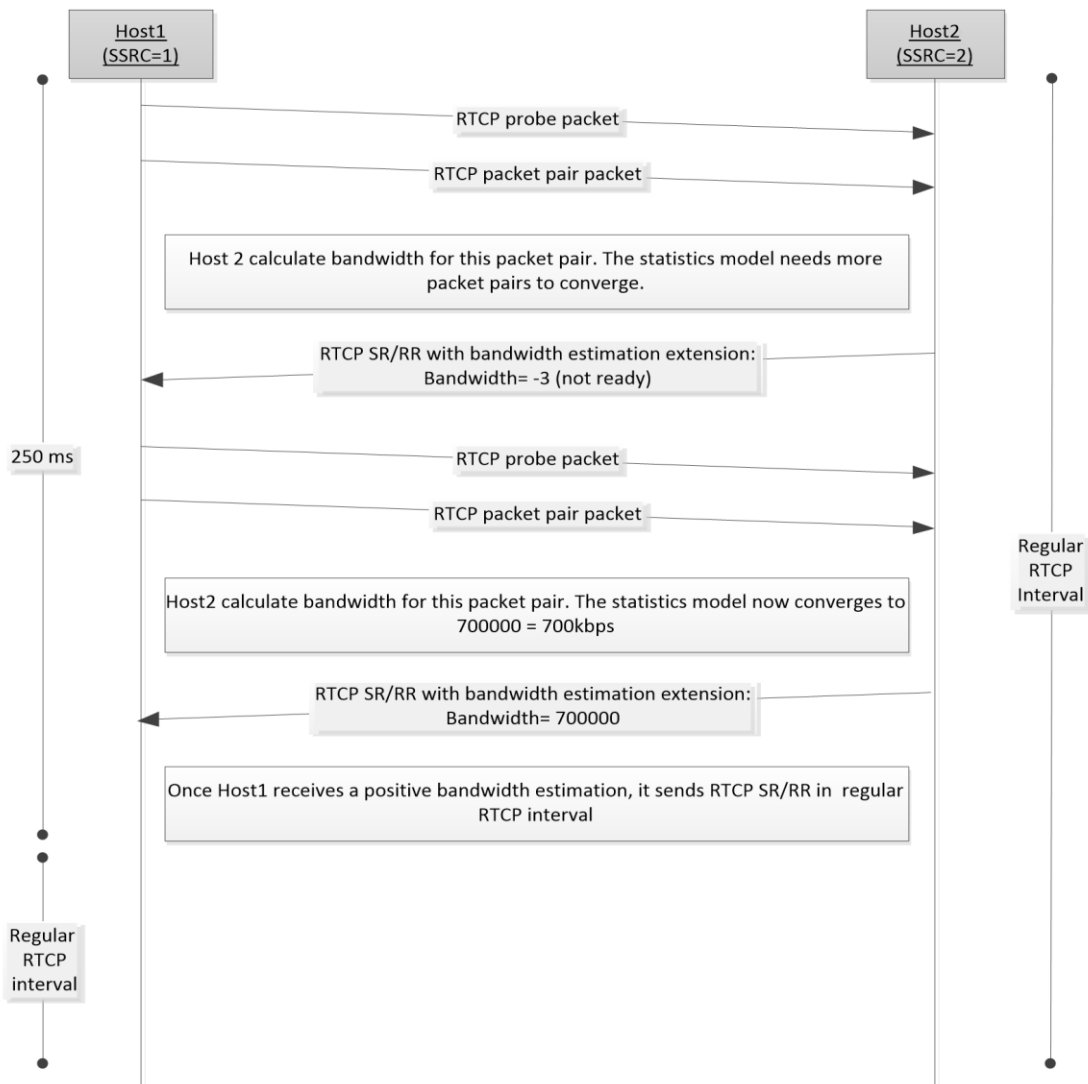 Host1
(SSRC=1)
Host2
(SSRC=2)
RTCP probe packet
RTCP packet pair packet
Host 2 calculate bandwidth for this packet pair. The statistics model needs more
packet pairs to converge.
RTCP SR/RR with bandwidth estimation extension:
Bandwidth= -3 (not ready)
250 ms
RTCP probe packet
RTCP packet pair packet
Regular
RTCP
Interval
Host2 calculate bandwidth for this packet pair. The statistics model now converges to
700000 = 700kbps
RTCP SR/RR with bandwidth estimation extension:
Bandwidth= 700000
Once Host1 receives a positive bandwidth estimation, it sends RTCP SR/RR in  regular
RTCP interval
Regular
RTCP
interval